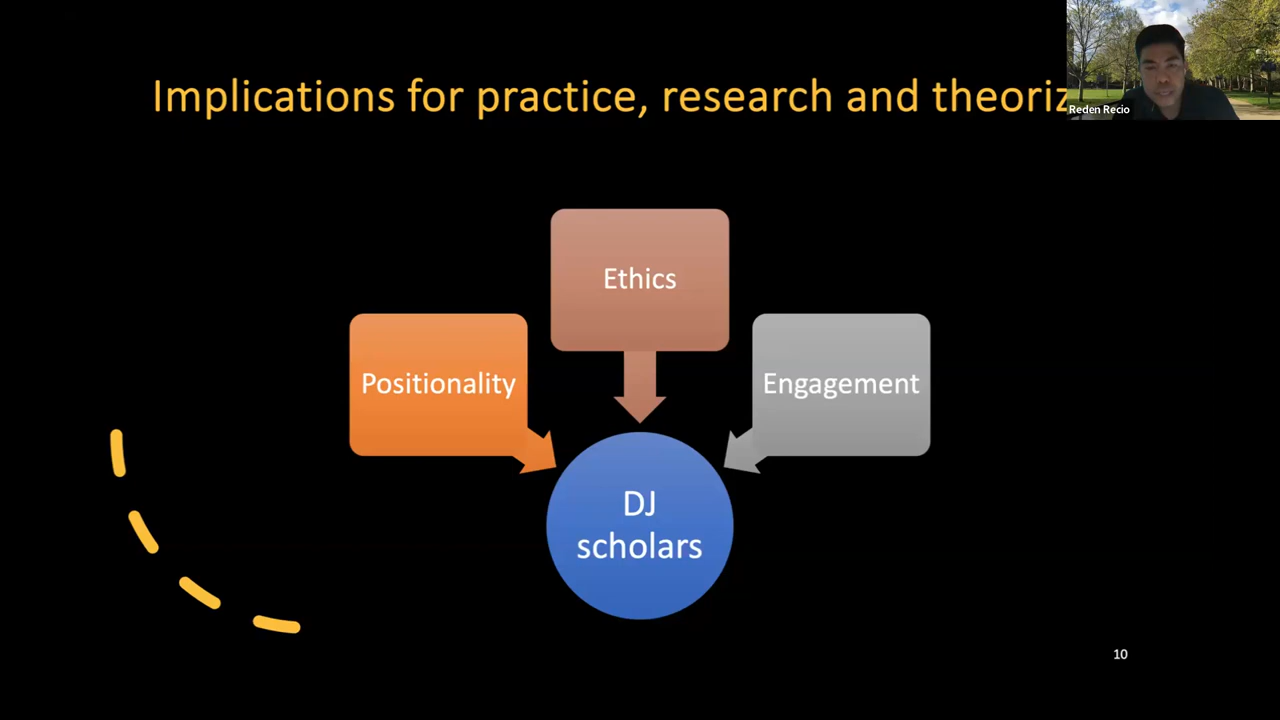 Implications for practice, research and theoriz
Reden Recio
Ethics
Positionality
Engagement
DJ
scholars
10